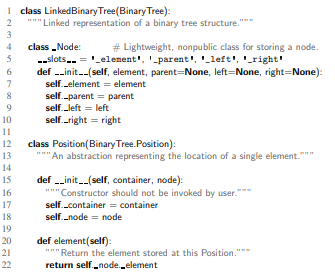 1 class LinkedBinaryTree(BinaryTree):
2 """Linked representation of a binary tree structure."""
3
4 class _Node: # Lightweight, nonpublic class for storing a node.
5 __slots__ = '_element', '_parent', '_left', '_right'
6 def __init__(self, element, parent=None, left=None, right=None):
7 self._element = element
8 self._parent = parent
9 self._left = left
10 self._right = right
11
12 class Position(BinaryTree.Position):
13 """An abstraction representing the location of a single element."""
14
15 def __init__(self, container, node):
16 """Constructor should not be invoked by user."""
17 self._container = container
18 self._node = node
19
20 def element(self):
21 """Return the element stored at this Position."""
22 return self._node._element